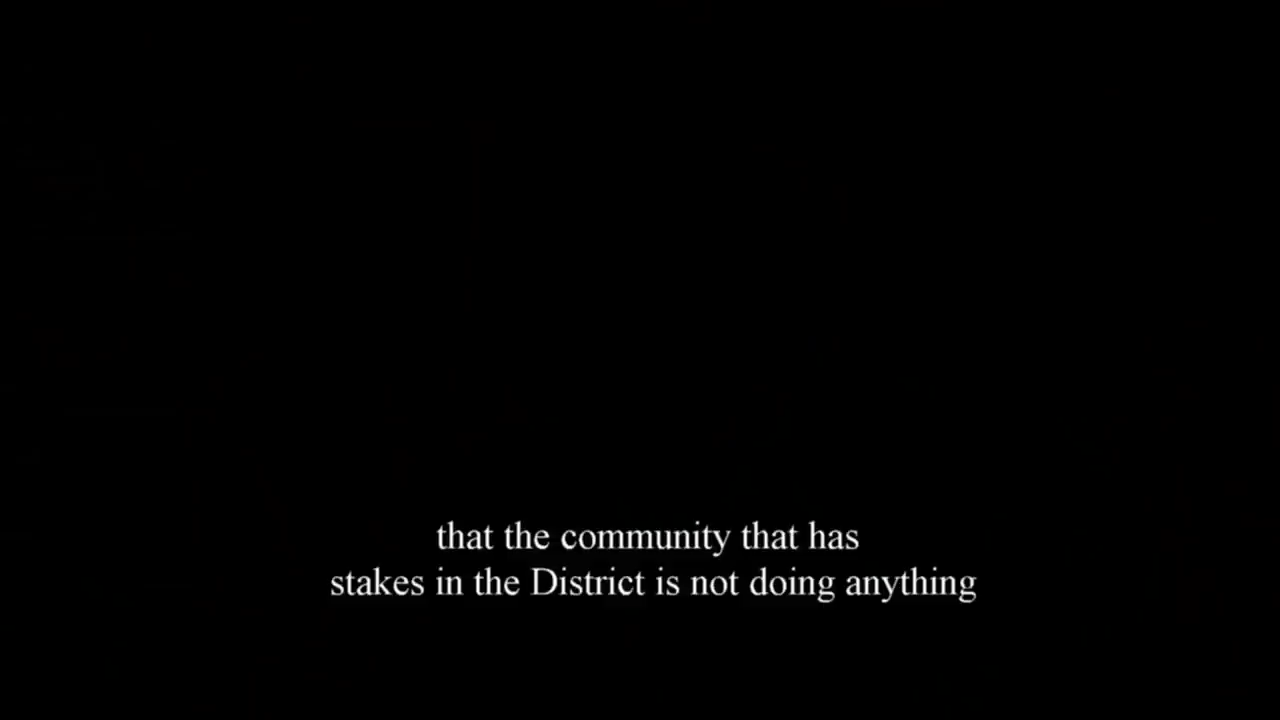 that the community that has
stakes in the District is not doing anything